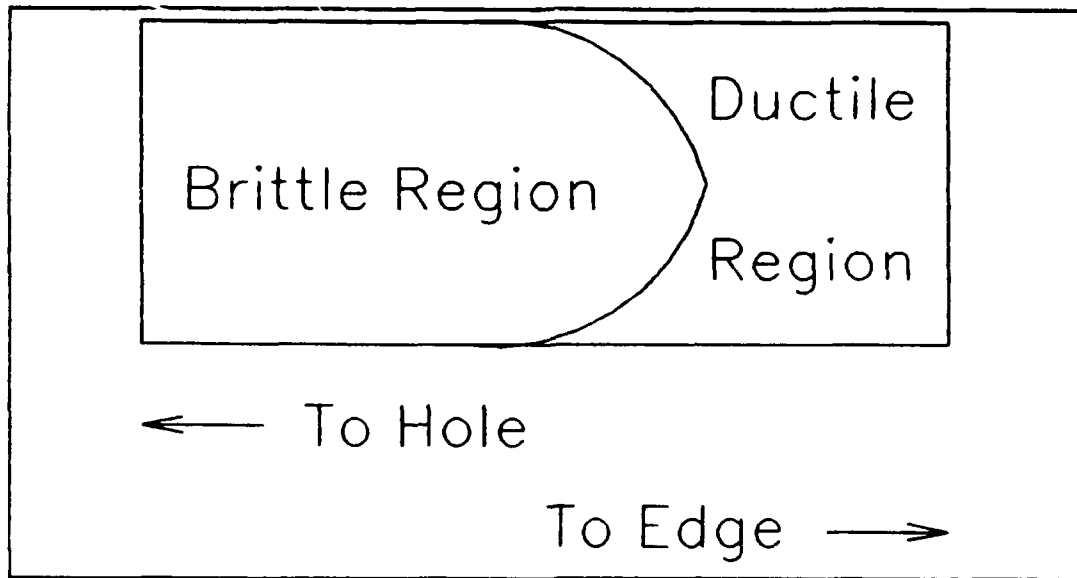 Ductile
Brittle Region
Region
To Hole
To Edge